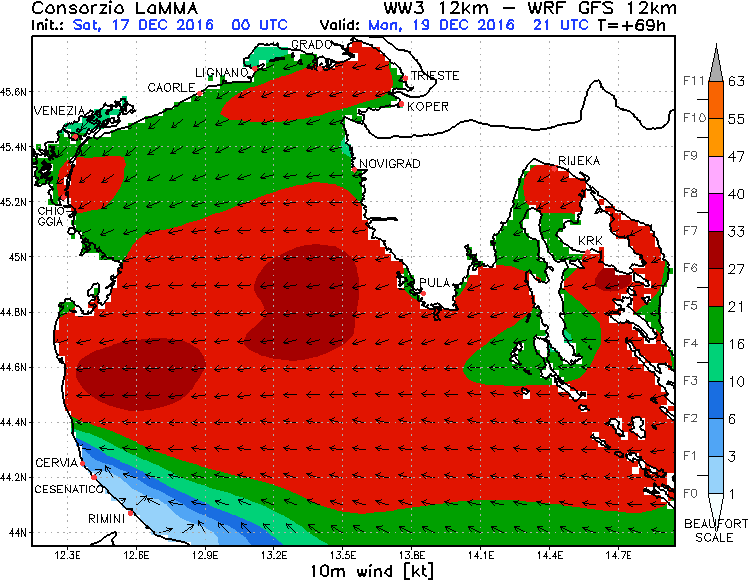 Consorzio LaMMA WW3 12km – WRF GFS 12km
Init.: Sat, 17 DEC 2016 00 UTC Valid: Mon, 19 DEC 2016 21 UTC T=+69h
GRADO
LIGNANO
TRIESTE
CAORLE
45.6N
KOPER
VENEZIA
45.4N
NOVIGRAD
RIJEKA
45.2N
CHIO-
GGIA
KRK
45N
PULA
44.8N
44.6N
44.4N
CERVIA
44.2N
CESENATICO
RIMINI
44N
12.3E 12.6E 12.9E 13.2E 13.5E 13.8E 14.1E 14.4E 14.7E
10m wind [kt]
F11 63
F10 55
F9 47
F8 40
F7 33
F6 27
F5 21
F4 16
F3 10
F2 6
F1 3
F0 1
BEAUFORT
SCALE